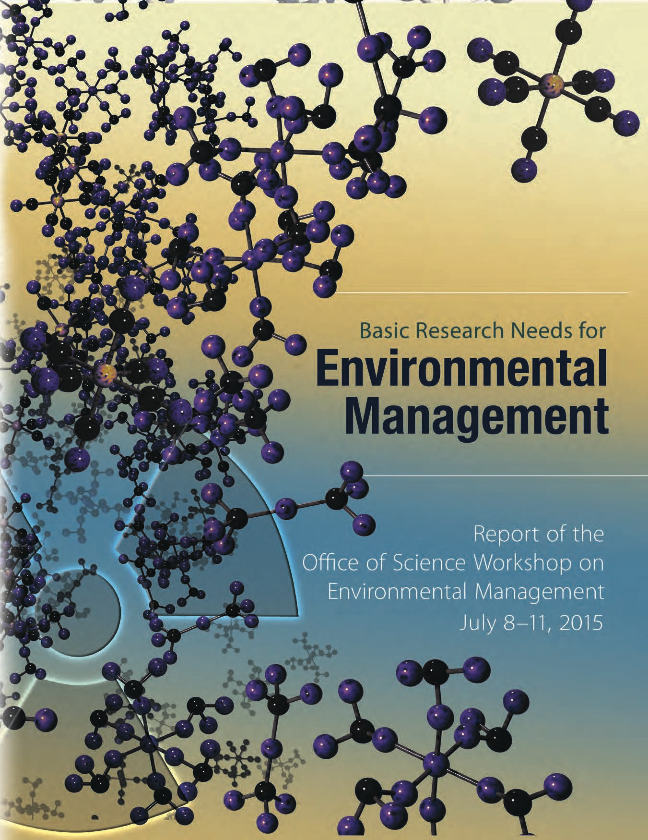 Basic Research Needs for
Environmental
Management
Report of the
Office of Science Workshop on
Environmental Management
July 8–11, 2015